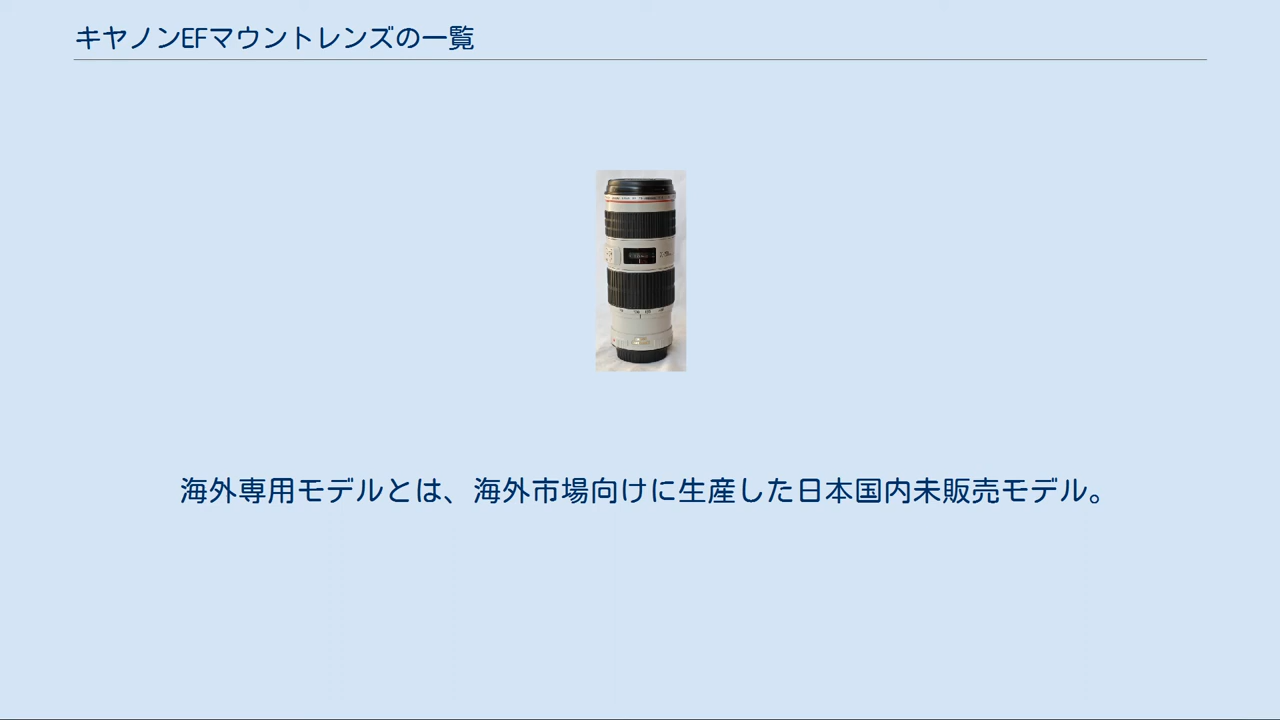 キヤノンEFマウントレンズの一覧
海外専用モデルとは、海外市場向けに生産した日本国内未販売モデル。